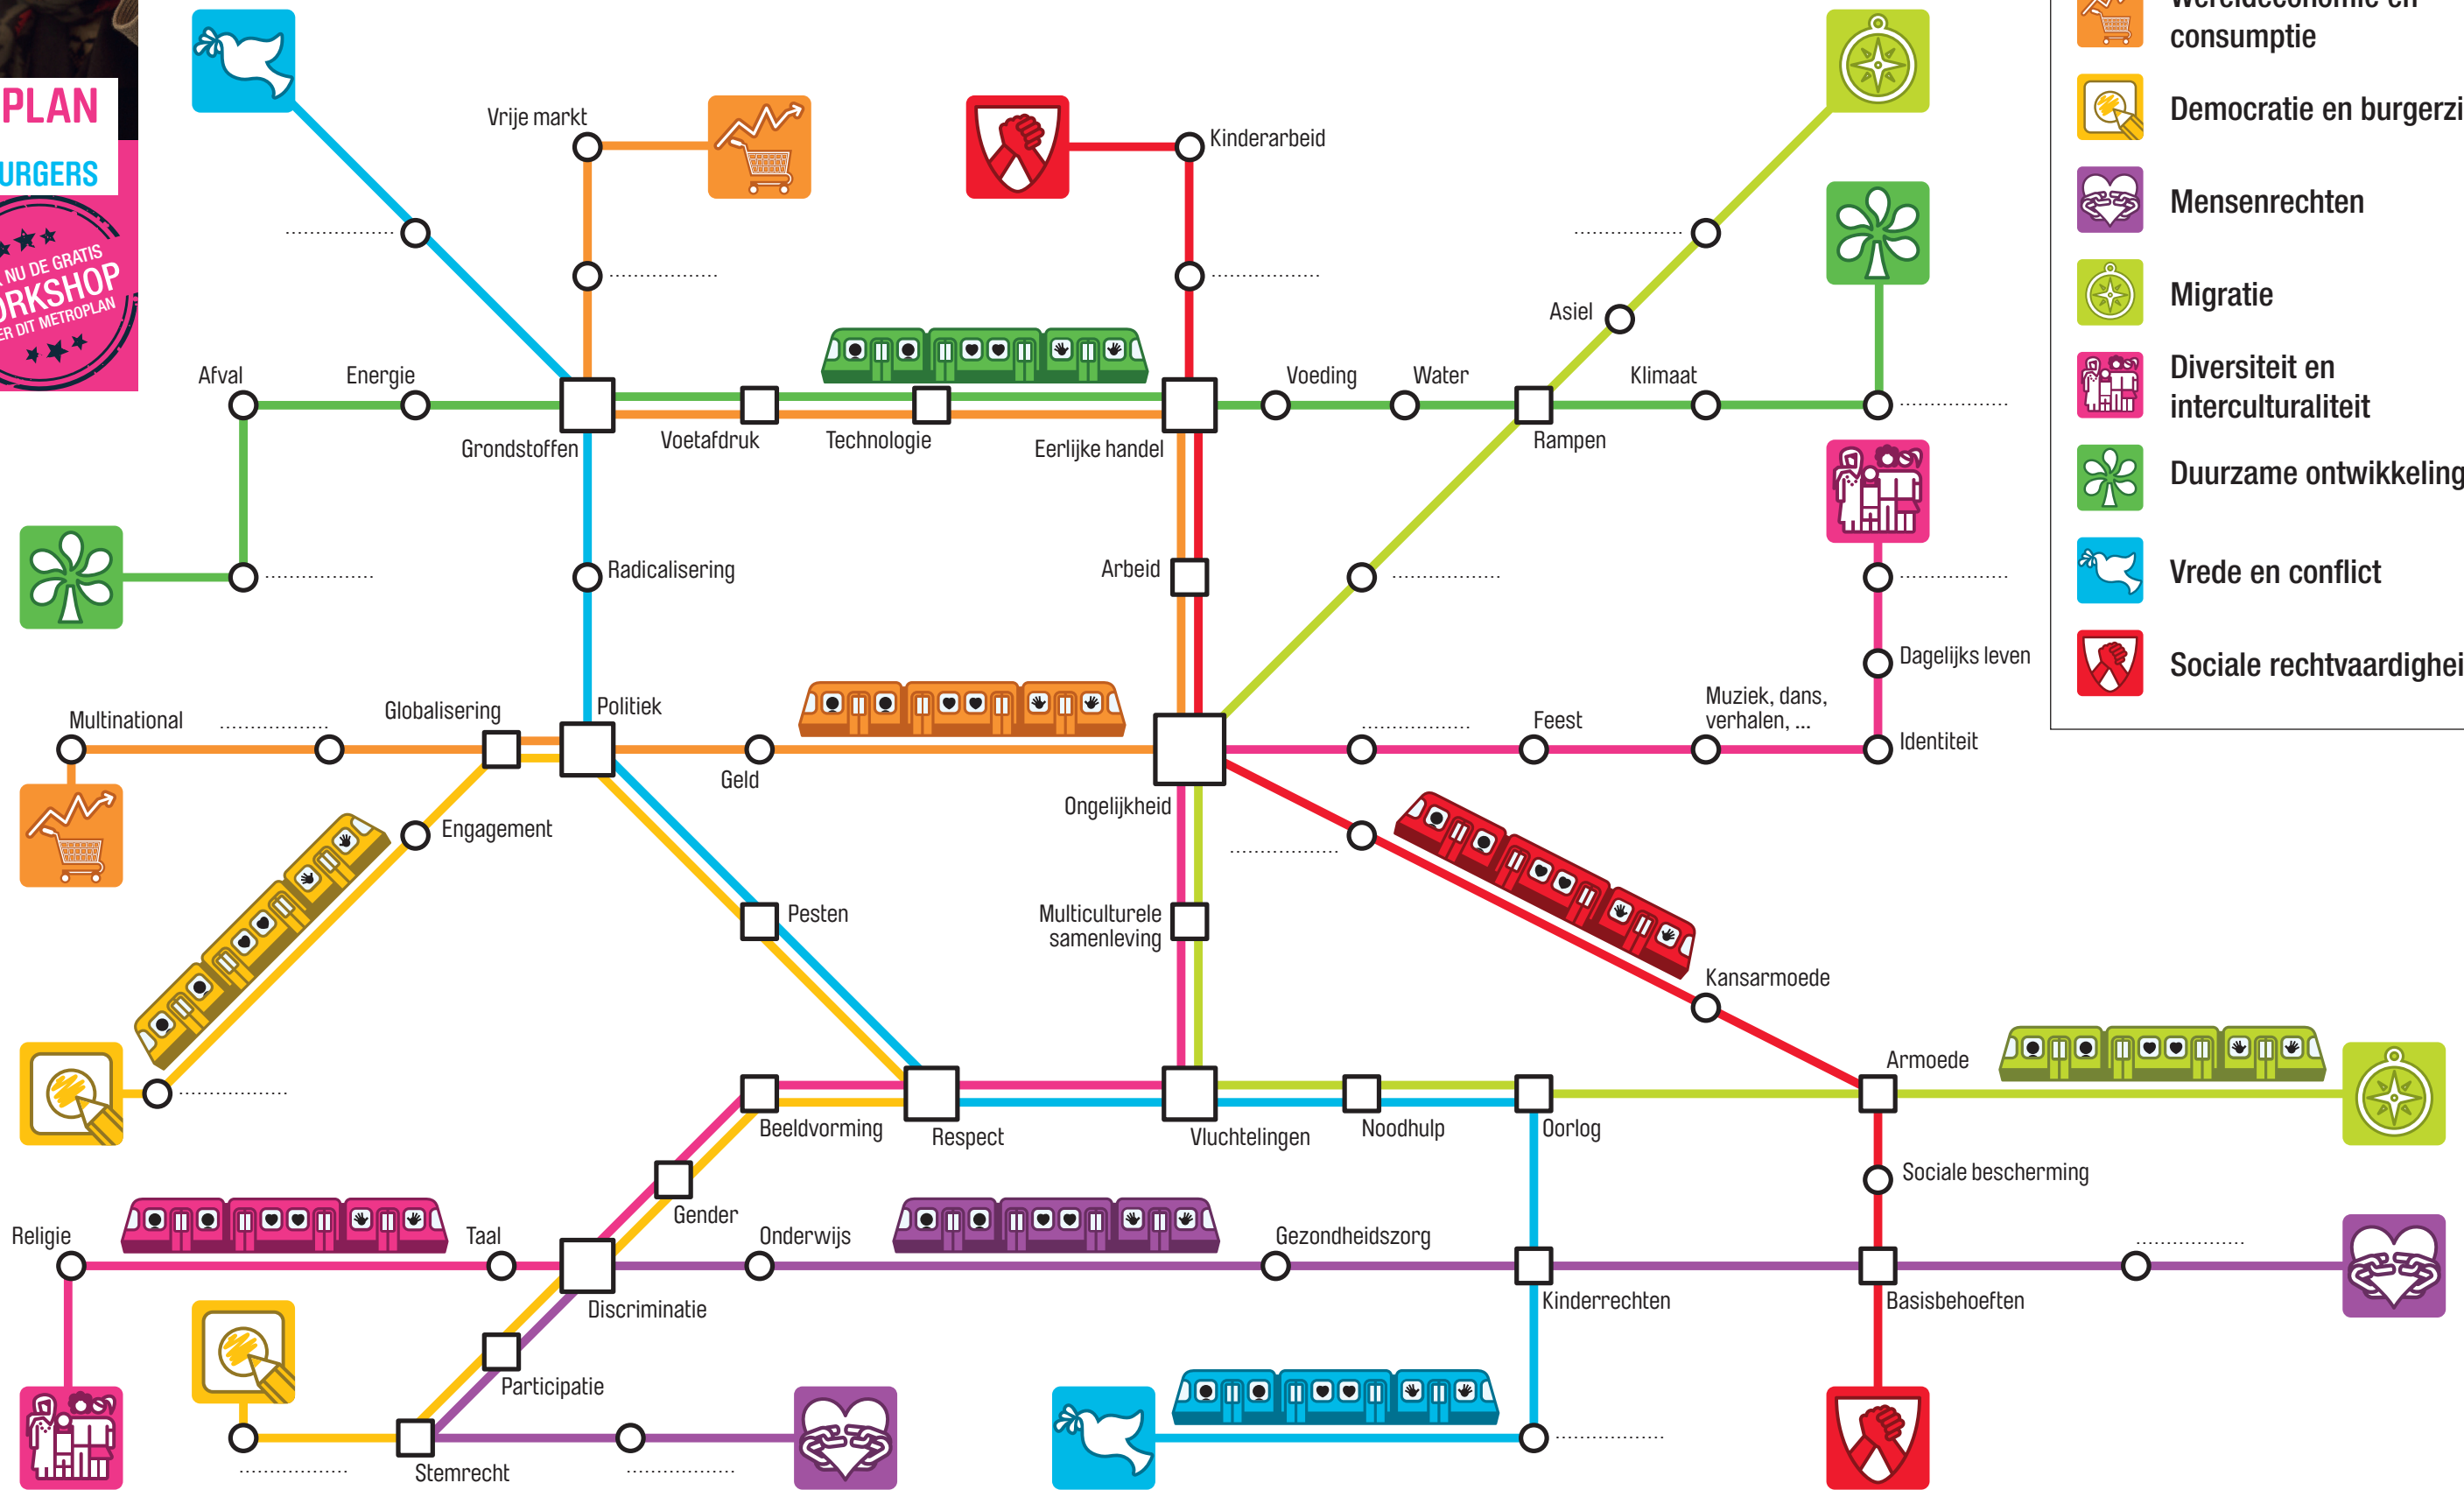 PLAN
URGERS
NU DE GRATIS
ORKSHOP
ER DIT METROPLAN
Vrije markt
Kinderarbeid
Asiel
Afval
Energie
Grondstoffen
Voetafdruk
Technologie
Eerlijke handel
Voeding
Water
Rampen
Klimaat
Radicalisering
Arbeid
Dagelijks leven
Multinational
Globalisering
Politiek
Geld
Ongelijkheid
Feest
Muziek, dans,
verhalen, ...
Identiteit
Engagement
Pesten
Multiculturele
samenleving
Kansarmoede
Armoede
Beeldvorming
Respect
Vluchtelingen
Noodhulp
Oorlog
Sociale bescherming
Gender
Religie
Taal
Discriminatie
Onderwijs
Gezondheidszorg
Kinderrechten
Basisbehoeften
Participatie
Stemrecht
Wereldeconomie en
consumptie
Democratie en burgerzi
Mensenrechten
Migratie
Diversiteit en
interculturaliteit
Duurzame ontwikkeling
Vrede en conflict
Sociale rechtvaardighei